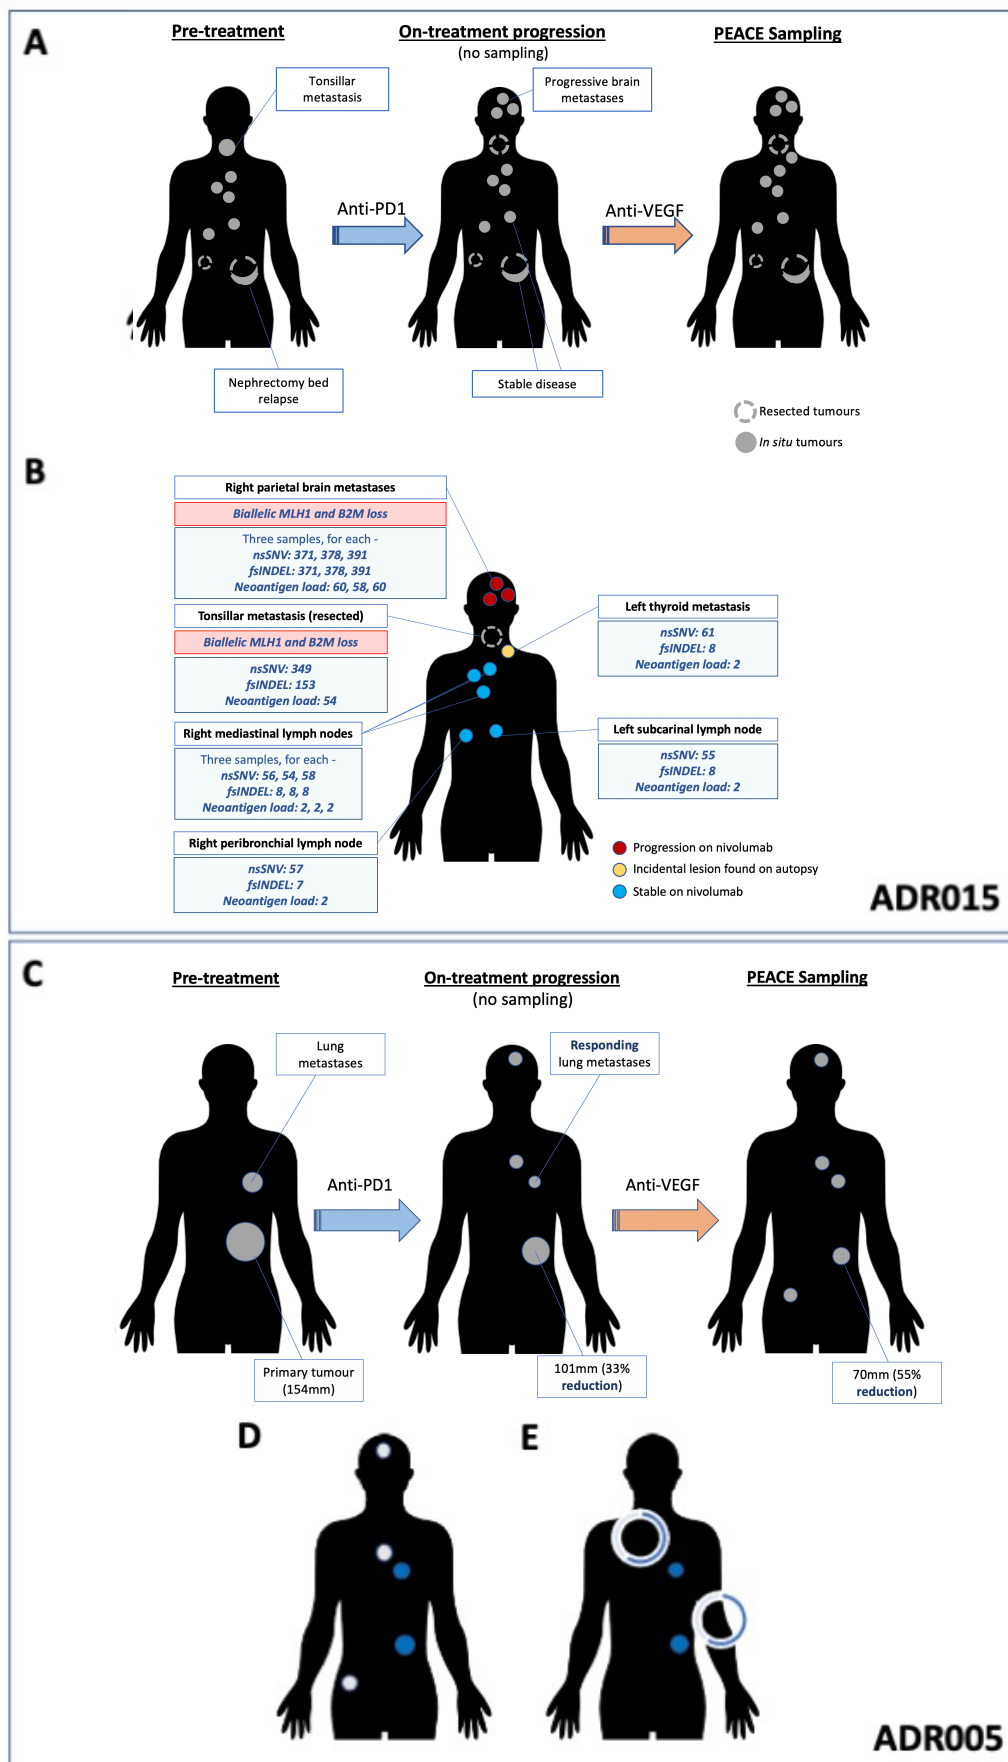 A
Pre-treatment
On-treatment progression
(no sampling)
PEACE Sampling
Tonsillar
metastasis
Progressive brain
metastases
Anti-PD1
Anti-VEGF
Nephrectomy bed
relapse
Stable disease
Resected tumours
In situ tumours
B
Right parietal brain metastases
Biallelic MLH1 and B2M loss
Three samples, for each -
nsSNV: 371, 378, 391
fsINDEL: 371, 378, 391
Neoantigen load: 60, 58, 60
Tonsillar metastasis (resected)
Biallelic MLH1 and B2M loss
nsSNV: 349
fsINDEL: 153
Neoantigen load: 54
Right mediastinal lymph nodes
Three samples, for each -
nsSNV: 56, 54, 58
fsINDEL: 8, 8, 8
Neoantigen load: 2, 2, 2
Right peribronchial lymph node
nsSNV: 57
fsINDEL: 7
Neoantigen load: 2
Left thyroid metastasis
nsSNV: 61
fsINDEL: 8
Neoantigen load: 2
Left subcarinal lymph node
nsSNV: 55
fsINDEL: 8
Neoantigen load: 2
Progression on nivolumab
Incidental lesion found on autopsy
Stable on nivolumab
ADR015
C
Pre-treatment
On-treatment progression
(no sampling)
PEACE Sampling
Lung
metastases
Responding
lung metastases
Anti-PD1
Anti-VEGF
Primary tumour
(154mm)
101mm (33%
reduction)
70mm (55%
reduction)
D
E
ADR005